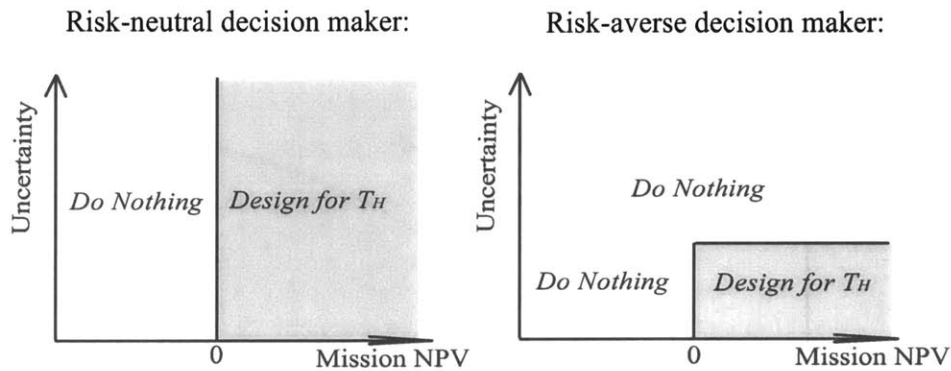 Risk-neutral decision maker:
Uncertainty
Do Nothing
Design for TH
0
Mission NPV
Risk-averse decision maker:
Uncertainty
Do Nothing
Do Nothing
Design for TH
0
Mission NPV